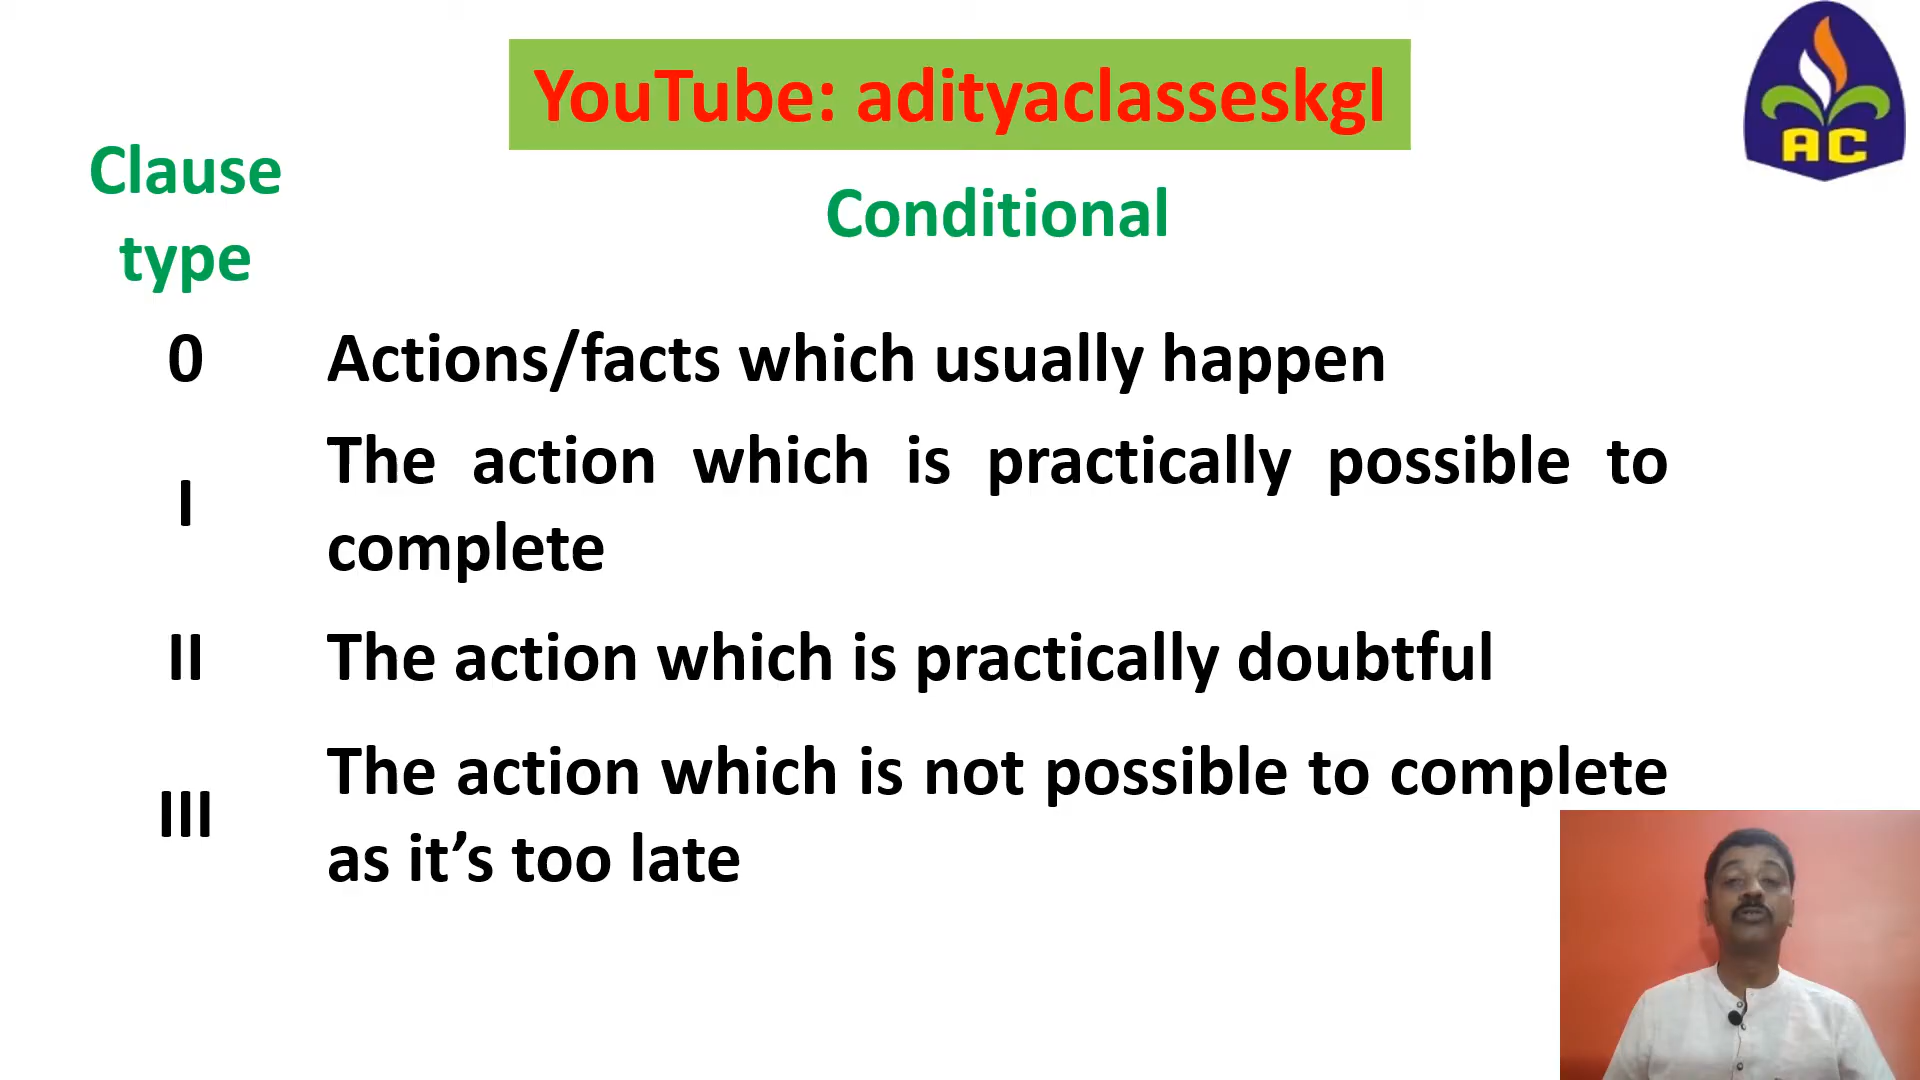 YouTube: adityaclasseskgl
AC
Clause
type
Conditional
0 Actions/facts which usually happen
I The action which is practically possible to
complete
II The action which is practically doubtful
III The action which is not possible to complete
as it’s too late